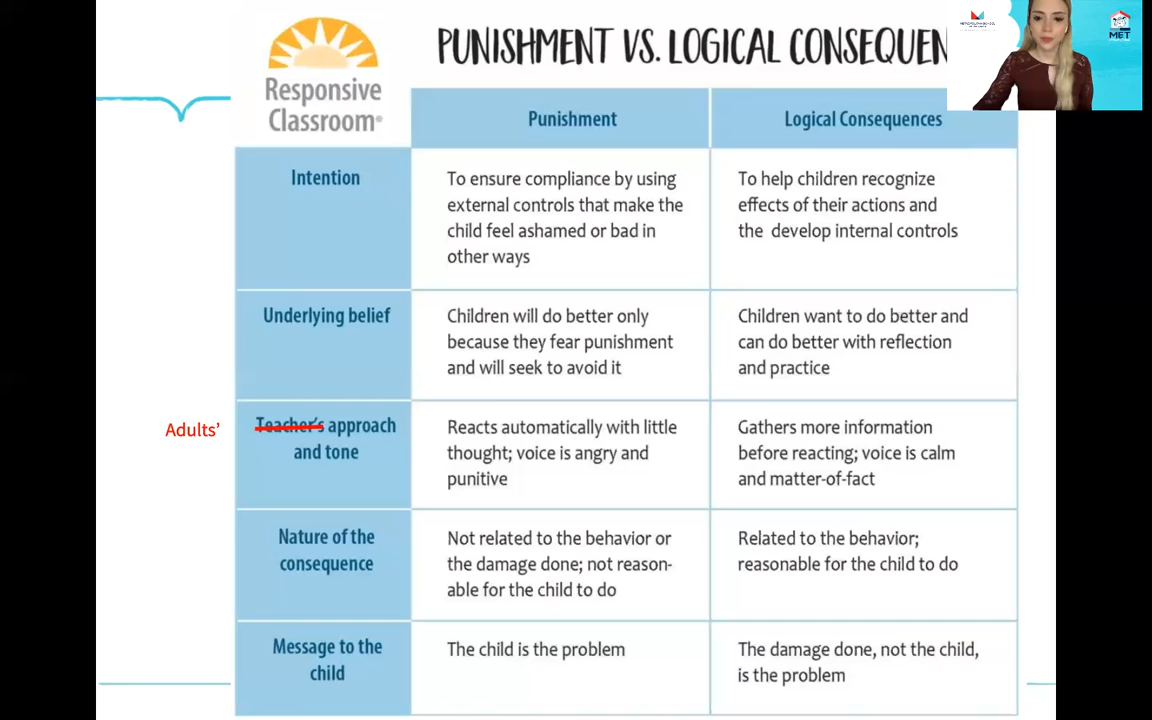 PUNISHMENT VS. LOGICAL CONSEQUEN
MET
Responsive
Classroom®
Punishment
Logical Consequences
Intention
To ensure compliance by using
external controls that make the
child feel ashamed or bad in
other ways
To help children recognize
effects of their actions and
the develop internal controls
Underlying belief
Children will do better only
because they fear punishment
and will seek to avoid it
Children want to do better and
can do better with reflection
and practice
Adults’
Teacher’s approach
and tone
Reacts automatically with little
thought; voice is angry and
punitive
Gathers more information
before reacting; voice is calm
and matter-of-fact
Nature of the
consequence
Not related to the behavior or
the damage done; not reason-
able for the child to do
Related to the behavior;
reasonable for the child to do
Message to the
child
The child is the problem
The damage done, not the child,
is the problem